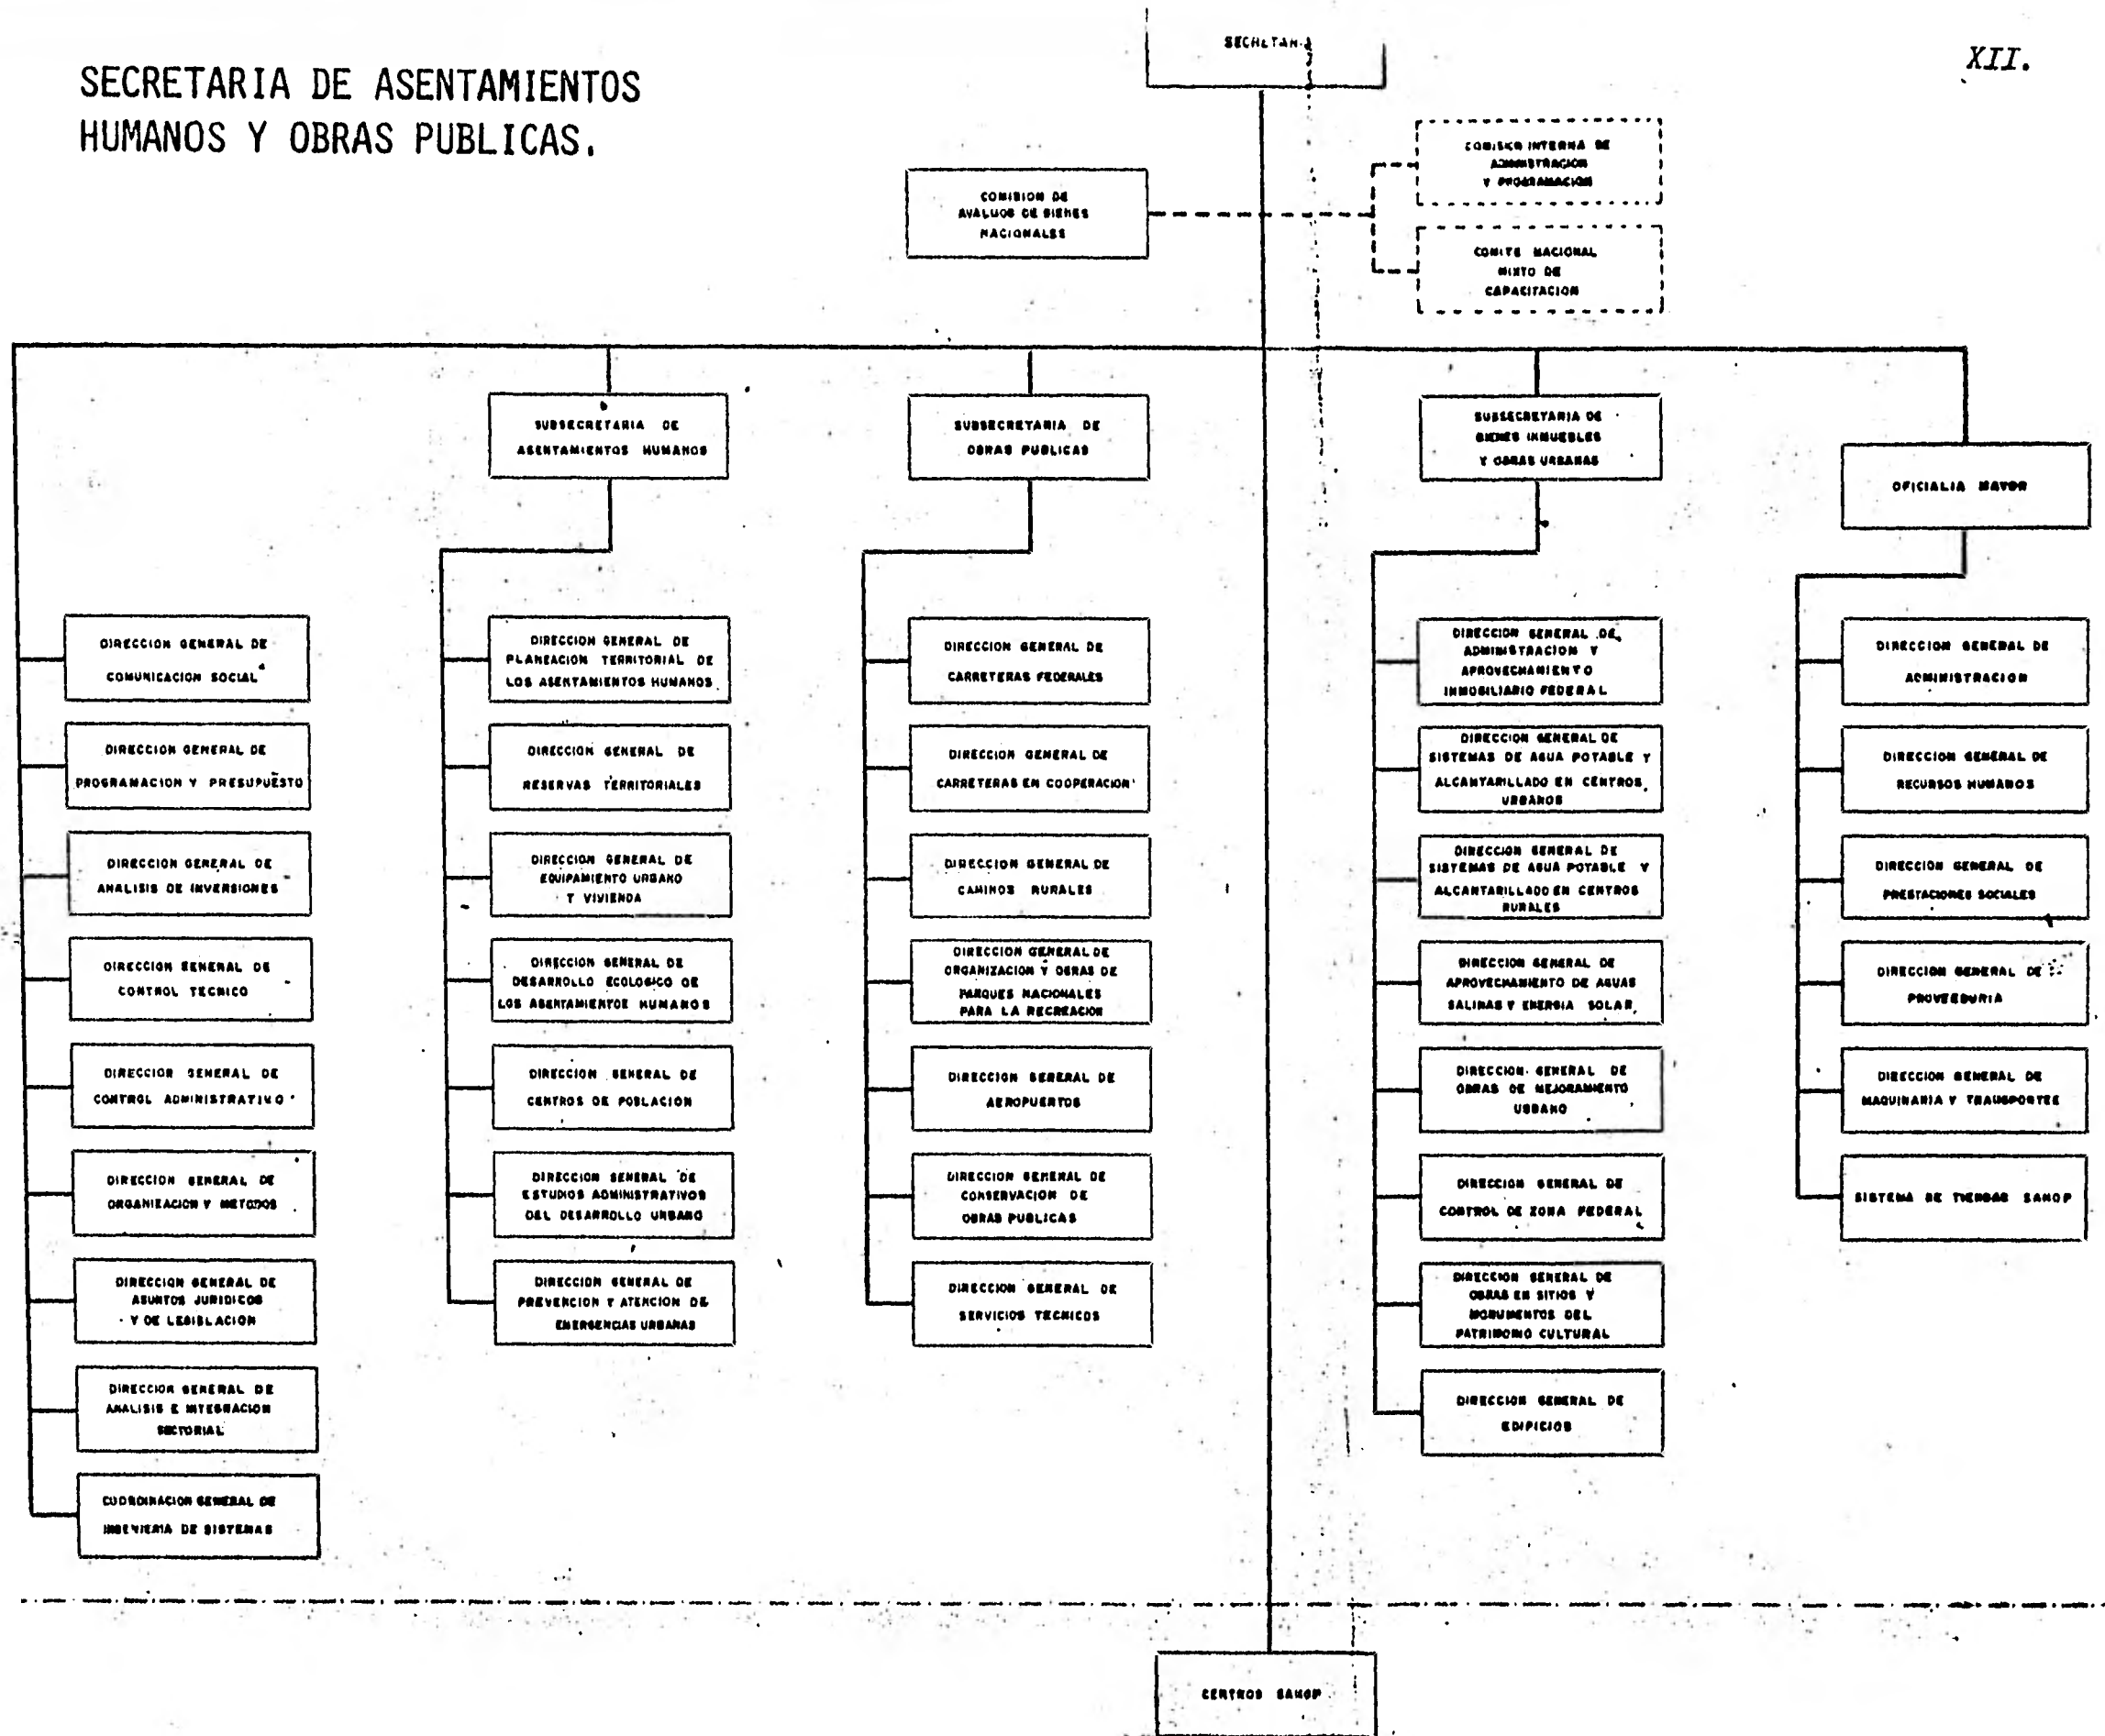 SECRETARIA DE ASENTAMIENTOS
HUMANOS Y OBRAS PUBLICAS.
XII.
COMISION DE
AVALUOS DE BIENES
NACIONALES
COMISION INTERNA DE
ADMINISTRACION
Y PROGRAMACION
COMITE NACIONAL
MIXTO DE
CAPACITACION
SUBSECRETARIA DE
ASENTAMIENTOS HUMANOS
SUBSECRETARIA DE
OBRAS PUBLICAS
SUBSECRETARIA DE
BIENES INMUEBLES
Y OBRAS URBANAS
OFICIALIA MAYOR
DIRECCION GENERAL DE
COMUNICACION SOCIAL
DIRECCION GENERAL DE
PROGRAMACION Y PRESUPUESTO
DIRECCION GENERAL DE
ANALISIS DE INVERSIONES
DIRECCION GENERAL DE
CONTROL TECNICO
DIRECCION GENERAL DE
CONTROL ADMINISTRATIVO
DIRECCION GENERAL DE
ORGANIZACION Y METODOS
DIRECCION GENERAL DE
ASUNTOS JURIDICOS
Y DE LEGISLACION
DIRECCION GENERAL DE
ANALISIS E INTEGRACION
SECTORIAL
COORDINACION GENERAL DE
INGENIERIA DE SISTEMAS
DIRECCION GENERAL DE
PLANEACION TERRITORIAL DE
LOS ASENTAMIENTOS HUMANOS
DIRECCION GENERAL DE
RESERVAS TERRITORIALES
DIRECCION GENERAL DE
EQUIPAMIENTO URBANO
Y VIVIENDA
DIRECCION GENERAL DE
DESARROLLO ECOLOGICO DE
LOS ASENTAMIENTOS HUMANOS
DIRECCION GENERAL DE
CENTROS DE POBLACION
DIRECCION GENERAL DE
ESTUDIOS ADMINISTRATIVOS
DEL DESARROLLO URBANO
DIRECCION GENERAL DE
PREVENCION Y ATENCION DE
EMERGENCIAS URBANAS
DIRECCION GENERAL DE
CARRETERAS FEDERALES
DIRECCION GENERAL DE
CARRETERAS EN COOPERACION
DIRECCION GENERAL DE
CAMINOS RURALES
DIRECCION GENERAL DE
ORGANIZACION Y OBRAS DE
PARQUES NACIONALES
PARA LA RECREACION
DIRECCION GENERAL DE
AEROPUERTOS
DIRECCION GENERAL DE
CONSERVACION DE
OBRAS PUBLICAS
DIRECCION GENERAL DE
SERVICIOS TECNICOS
DIRECCION GENERAL DE
ADMINISTRACION Y
APROVECHAMIENTO
INMOBILIARIO FEDERAL
DIRECCION GENERAL DE
SISTEMAS DE AGUA POTABLE Y
ALCANTARILLADO EN CENTROS
URBANOS
DIRECCION GENERAL DE
SISTEMAS DE AGUA POTABLE Y
ALCANTARILLADO EN CENTROS
RURALES
DIRECCION GENERAL DE
APROVECHAMIENTO DE AGUAS
SALINAS Y ENERGIA SOLAR
DIRECCION GENERAL DE
OBRAS DE MEJORAMIENTO
URBANO
DIRECCION GENERAL DE
CONTROL DE ZONA FEDERAL
DIRECCION GENERAL DE
OBRAS EN SITIOS Y
MONUMENTOS DEL
PATRIMONIO CULTURAL
DIRECCION GENERAL DE
EDIFICIOS
DIRECCION GENERAL DE
ADMINISTRACION
DIRECCION GENERAL DE
RECURSOS HUMANOS
DIRECCION GENERAL DE
PRESTACIONES SOCIALES
DIRECCION GENERAL DE
PROVEEDURIA
DIRECCION GENERAL DE
MAQUINARIA Y TRANSPORTES
SISTEMA DE TIENDAS SAHOP
CENTROS SAHOP